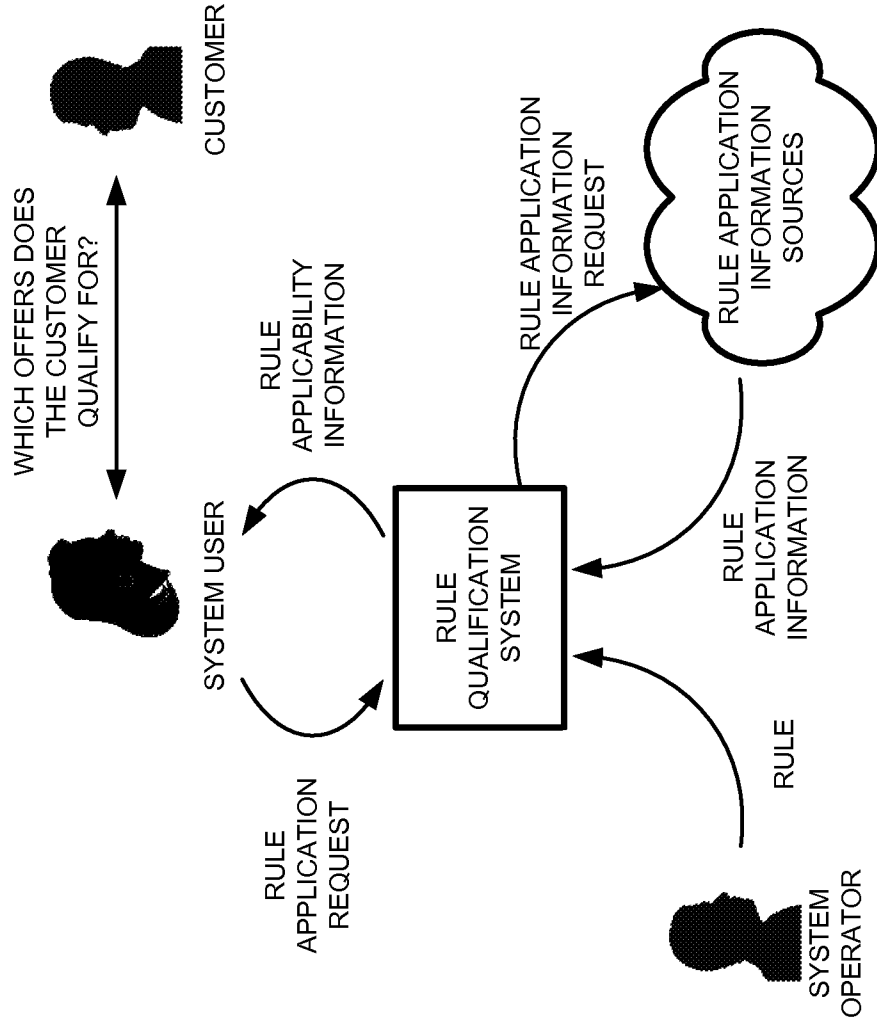 WHICH OFFERS DOES
THE CUSTOMER
QUALIFY FOR?
SYSTEM USER
CUSTOMER
RULE
APPLICATION
REQUEST
RULE
APPLICABILITY
INFORMATION
RULE
QUALIFICATION
SYSTEM
RULE APPLICATION
INFORMATION
REQUEST
SYSTEM
OPERATOR
RULE
RULE
APPLICATION
INFORMATION
RULE APPLICATION
INFORMATION
SOURCES